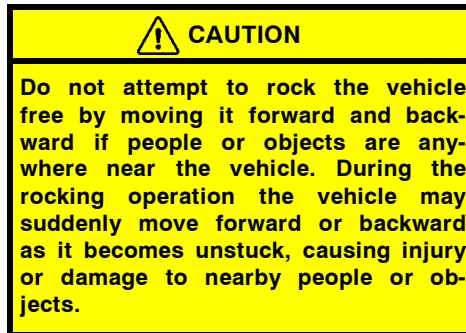 CAUTION
Do not attempt to rock the vehicle
free by moving it forward and back-
ward if people or objects are any-
where near the vehicle. During the
rocking operation the vehicle may
suddenly move forward or backward
as it becomes unstuck, causing injury
or damage to nearby people or ob-
jects.